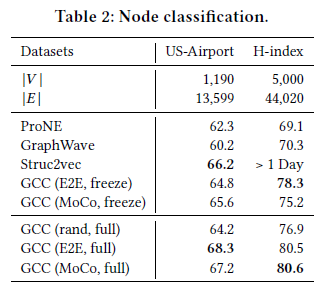 Table 2: Node classification.
Datasets US-Airport H-index
|V| 1,190 5,000
|E| 13,599 44,020
ProNE 62.3 69.1
GraphWave 60.2 70.3
Struc2vec 66.2 > 1 Day
GCC (E2E, freeze) 64.8 78.3
GCC (MoCo, freeze) 65.6 75.2
GCC (rand, full) 64.2 76.9
GCC (E2E, full) 68.3 80.5
GCC (MoCo, full) 67.2 80.6